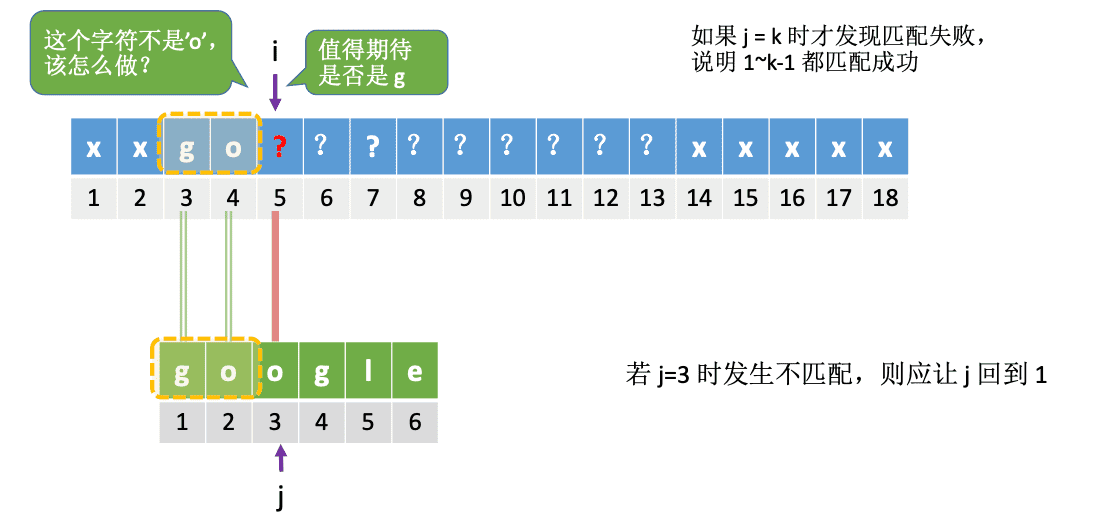 这个字符不是'o'，
该怎么做？
i
值得期待
是否是 g
如果 j = k 时才发现匹配失败，
说明 1~k-1 都匹配成功
x x g o ? ? ? ? ? ? ? ? ? x x x x x
1 2 3 4 5 6 7 8 9 10 11 12 13 14 15 16 17 18
g o o g l e
1 2 3 4 5 6
j
若 j=3 时发生不匹配，则应让 j 回到 1